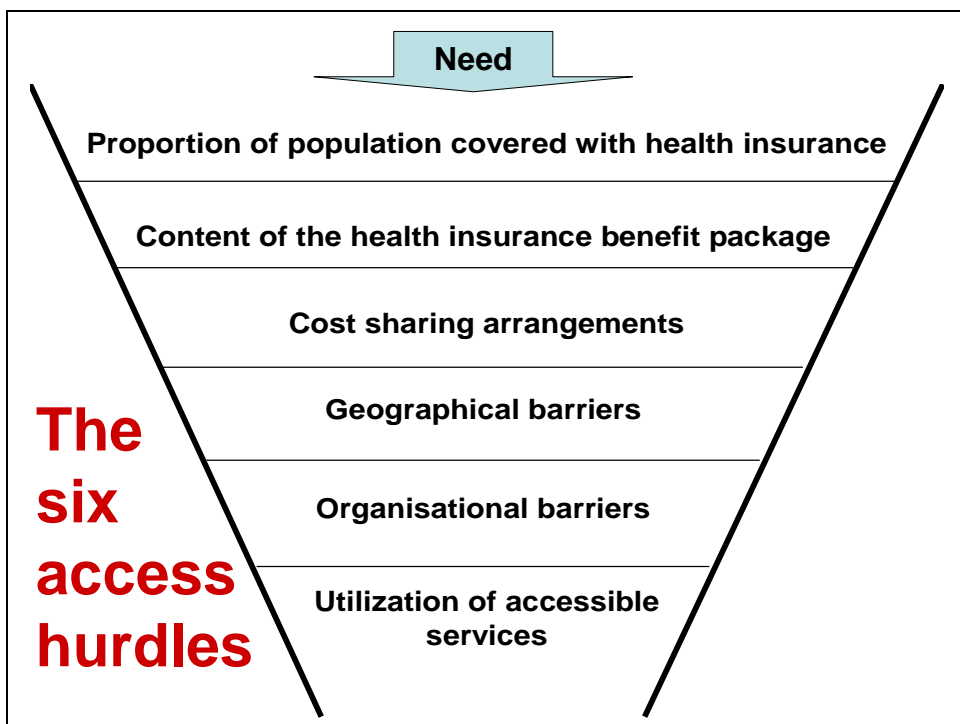 Need
Proportion of population covered with health insurance
Content of the health insurance benefit package
Cost sharing arrangements
Geographical barriers
Organisational barriers
Utilization of accessible
services
The
six
access
hurdles